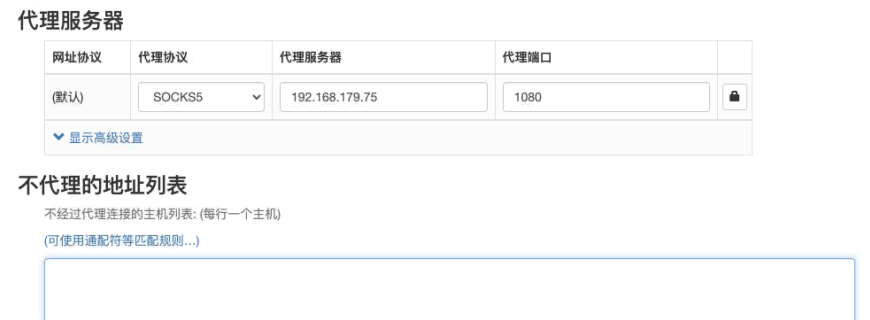 代理服务器
网址协议 代理协议 代理服务器 代理端口
(默认) SOCKS5 192.168.179.75 1080
显示高级设置
不代理的地址列表
不经过代理连接的主机列表: (每行一个主机)
(可使用通配符等匹配规则…)